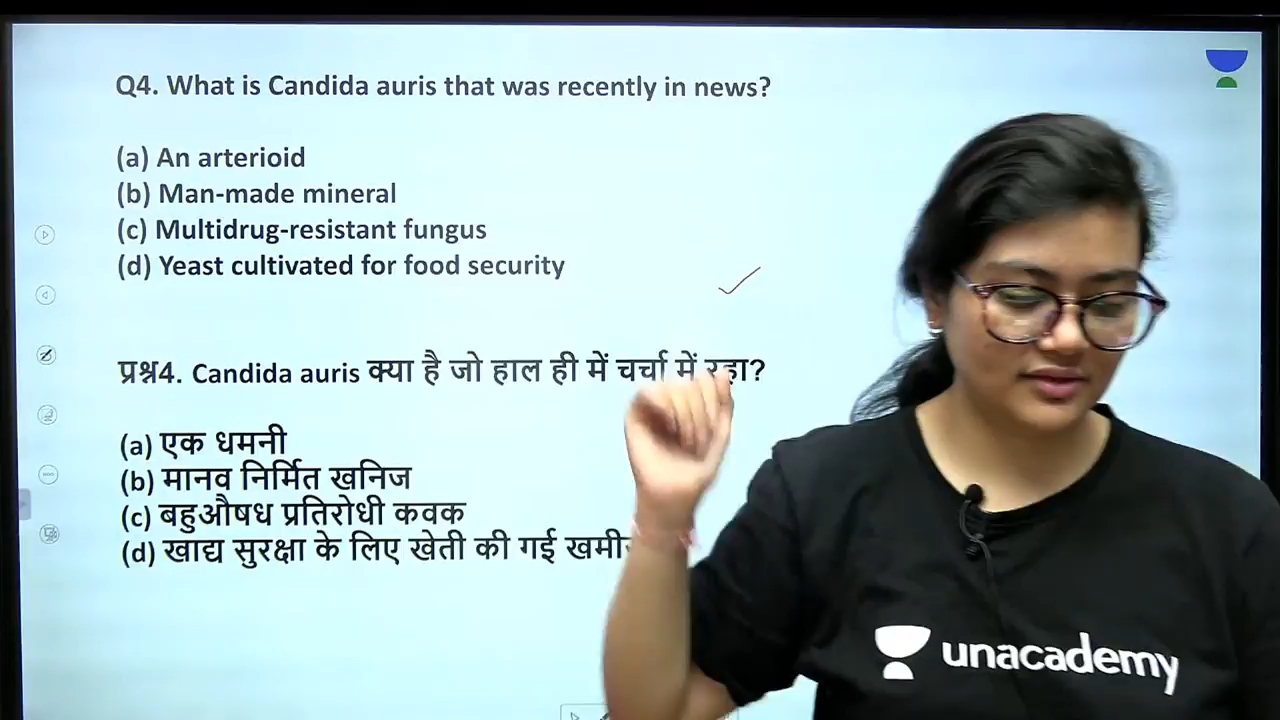 Q4. What is Candida auris that was recently in news?
(a) An arterioid
(b) Man-made mineral
(c) Multidrug-resistant fungus
(d) Yeast cultivated for food security
प्रश्न4. Candida auris क्या है जो हाल ही में चर्चा में रहा?
(a) एक धमनी
(b) मानव निर्मित खनिज
(c) बहुऔषध प्रतिरोधी कवक
(d) खाद्य सुरक्षा के लिए खेती की गई
unacademy